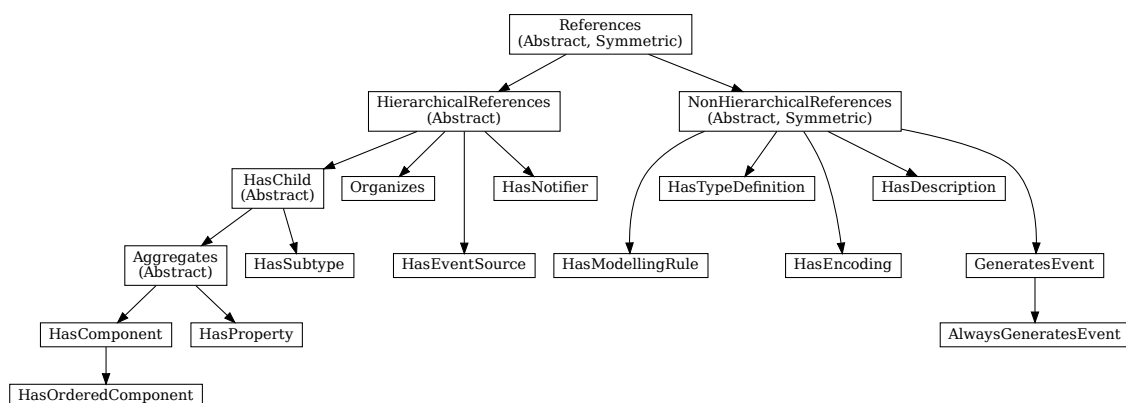 References
(Abstract, Symmetric)
HierarchicalReferences
(Abstract)
NonHierarchicalReferences
(Abstract, Symmetric)
HasChild
(Abstract)
Organizes
HasNotifier
HasTypeDefinition
HasDescription
Aggregates
(Abstract)
HasSubtype
HasEventSource
HasModellingRule
HasEncoding
GeneratesEvent
HasComponent
HasProperty
AlwaysGeneratesEvent
HasOrderedComponent